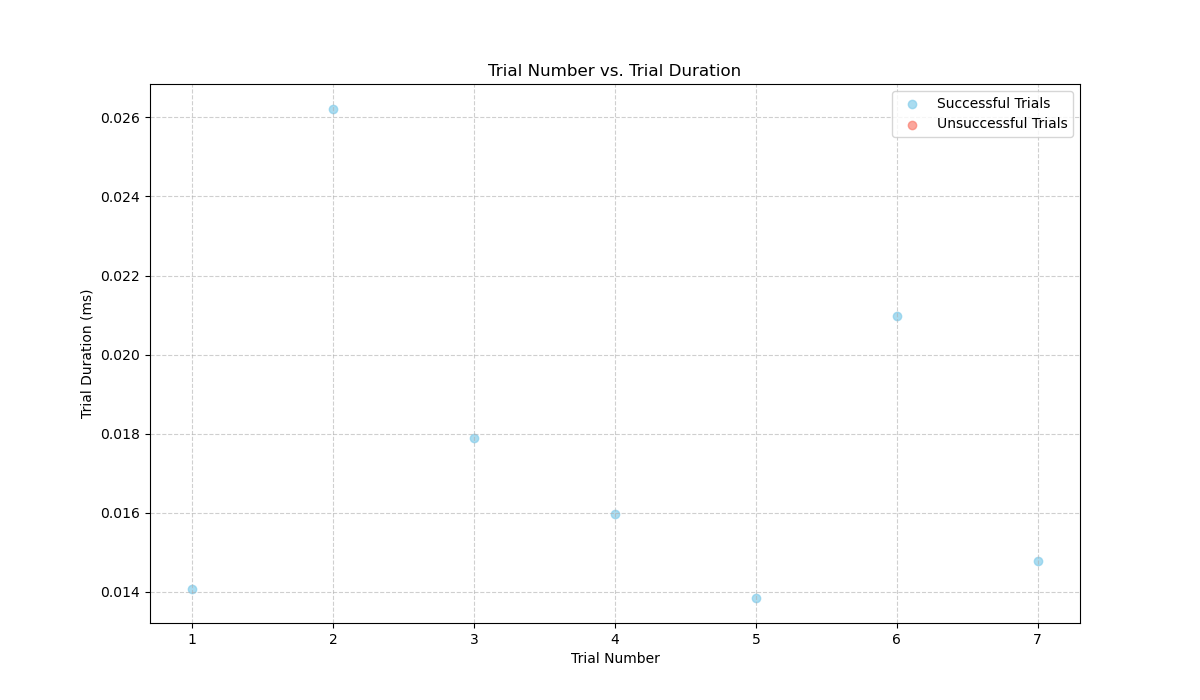 Trial Number vs. Trial Duration
Successful Trials
Unsuccessful Trials
0.026
0.024
0.022
0.020
0.018
0.016
0.014
Trial Duration (ms)
1 2 3 4 5 6 7
Trial Number